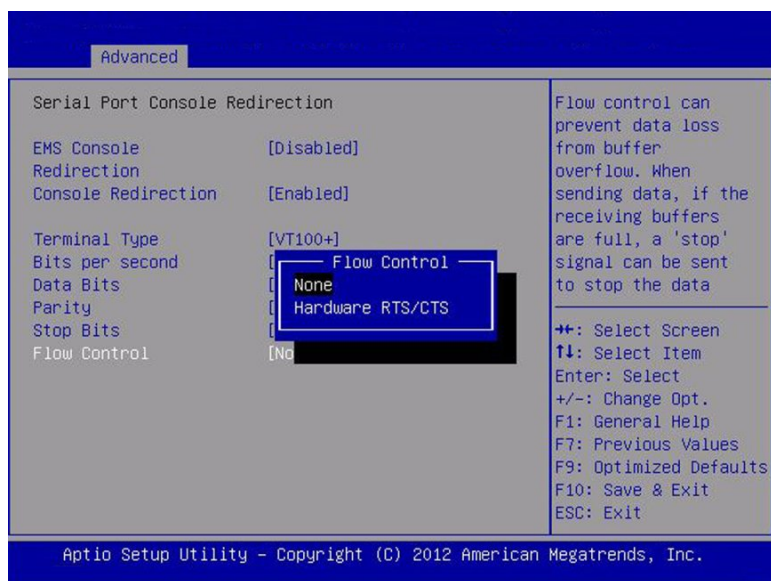 Advanced
Serial Port Console Redirection
EMS Console [Disabled]
Redirection
Console Redirection [Enabled]
Terminal Type [VT100+]
Bits per second [
Data Bits [
Parity [
Stop Bits [
Flow Control [No
Flow Control
None
Hardware RTS/CTS
Flow control can
prevent data loss
from buffer
overflow. When
sending data, if the
receiving buffers
are full, a 'stop'
signal can be sent
to stop the data
→←: Select Screen
↑↓: Select Item
Enter: Select
+/-: Change Opt.
F1: General Help
F7: Previous Values
F9: Optimized Defaults
F10: Save & Exit
ESC: Exit
Aptio Setup Utility - Copyright (C) 2012 American Megatrends, Inc.